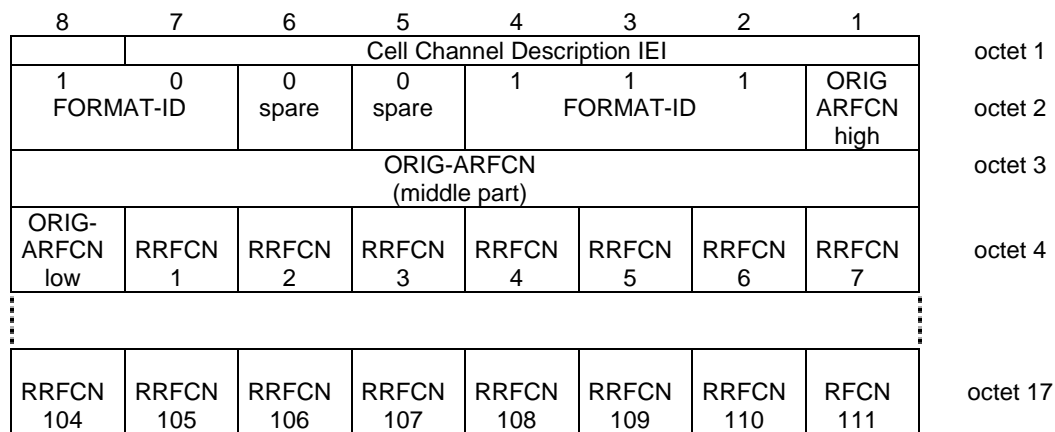 8 7 6 5 4 3 2 1
Cell Channel Description IEI octet 1
1 0 0 0 1 1 1 ORIG
FORMAT-ID spare spare FORMAT-ID ARFCN octet 2
high
ORIG-ARFCN octet 3
(middle part)
ORIG-
ARFCN RRFCN RRFCN RRFCN RRFCN RRFCN RRFCN RRFCN octet 4
low 1 2 3 4 5 6 7
RRFCN RRFCN RRFCN RRFCN RRFCN RRFCN RRFCN RFCN octet 17
104 105 106 107 108 109 110 111